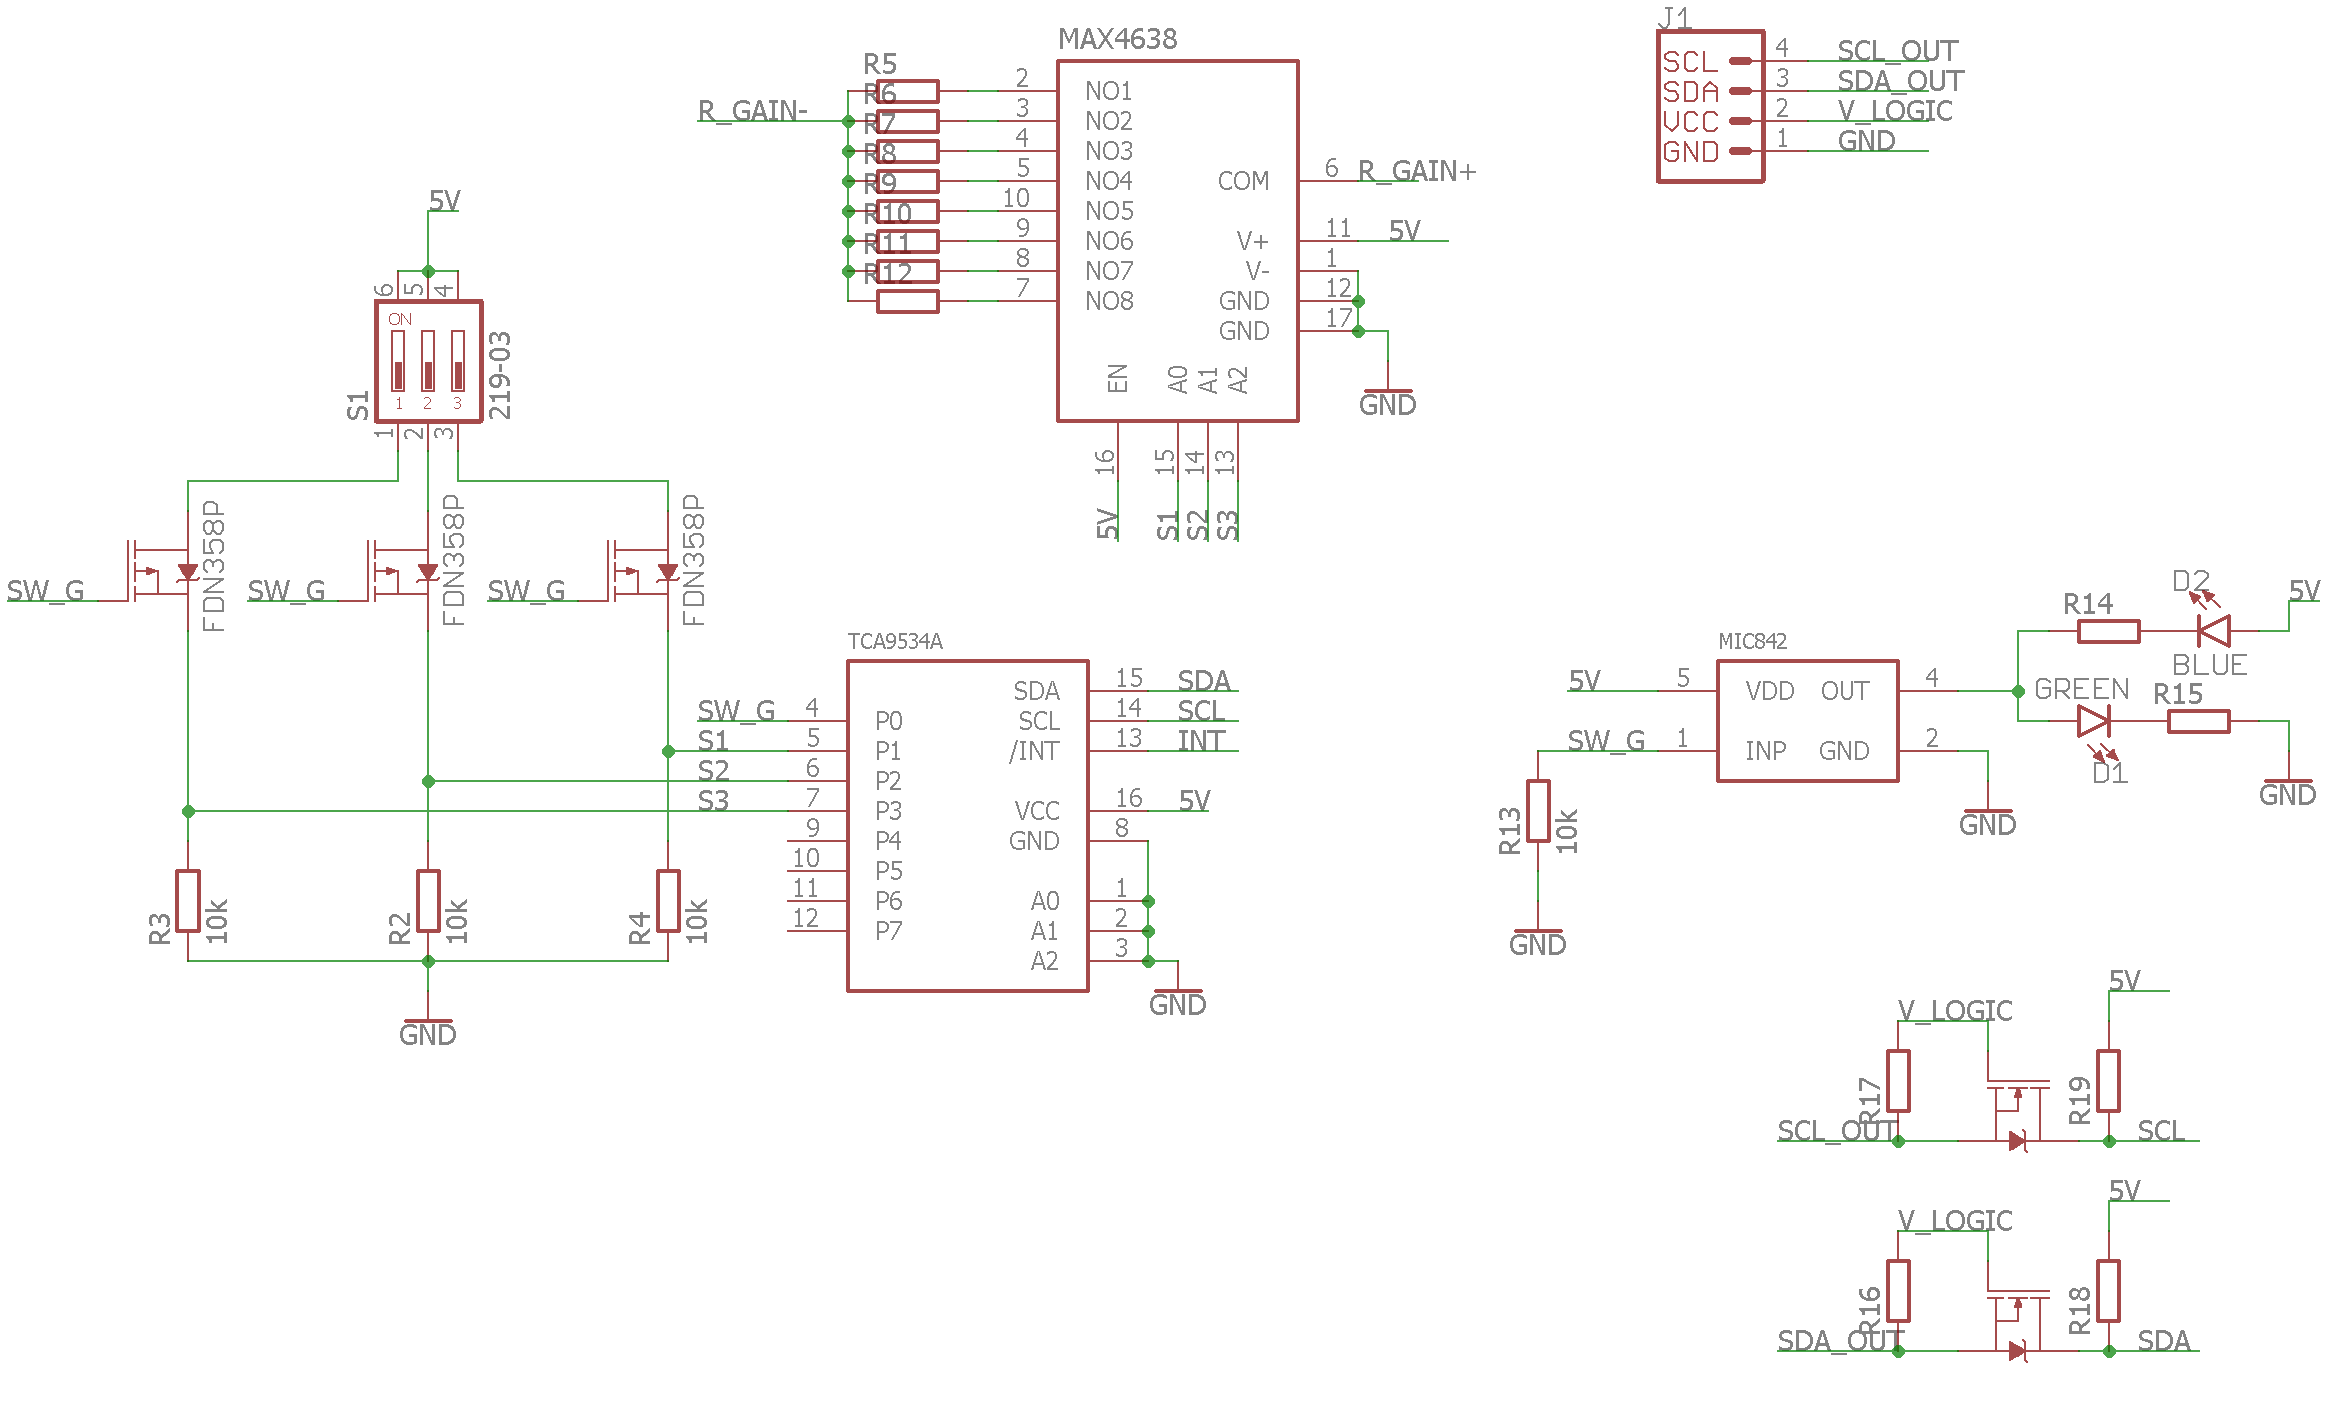 MAX4638
R5
R6
R7
R8
R9
R10
R11
R12
R_GAIN-
2
3
4
5
10
9
8
7
NO1
NO2
NO3
NO4
NO5
NO6
NO7
NO8
COM
V+
V-
GND
GND
6
11
1
12
17
R_GAIN+
5V
GND
EN
A0
A1
A2
16
15
14
13
5V
S1
S2
S3
J1
SCL 4 SCL_OUT
SDA 3 SDA_OUT
VCC 2 V_LOGIC
GND 1 GND
5V
6 5 4
ON
1 2 3
S1
219-03
1 2 3
FDN358P
FDN358P
FDN358P
SW_G
SW_G
SW_G
TCA9534A
SW_G 4 P0
S1 5 P1
S2 6 P2
S3 7 P3
9 P4
10 P5
11 P6
12 P7
SDA 15 SDA
SCL 14 SCL
/INT 13 INT
VCC 16 5V
GND 8
A0 1
A1 2
A2 3
GND
R3 10k
R2 10k
R4 10k
GND
MIC842
5V 5 VDD
SW_G 1 INP
OUT 4
GND 2
GND
R13 10k
GND
R14
D2
BLUE
5V
GREEN
D1
R15
GND
V_LOGIC
5V
R17
R19
SCL_OUT
SCL
V_LOGIC
5V
R16
R18
SDA_OUT
SDA